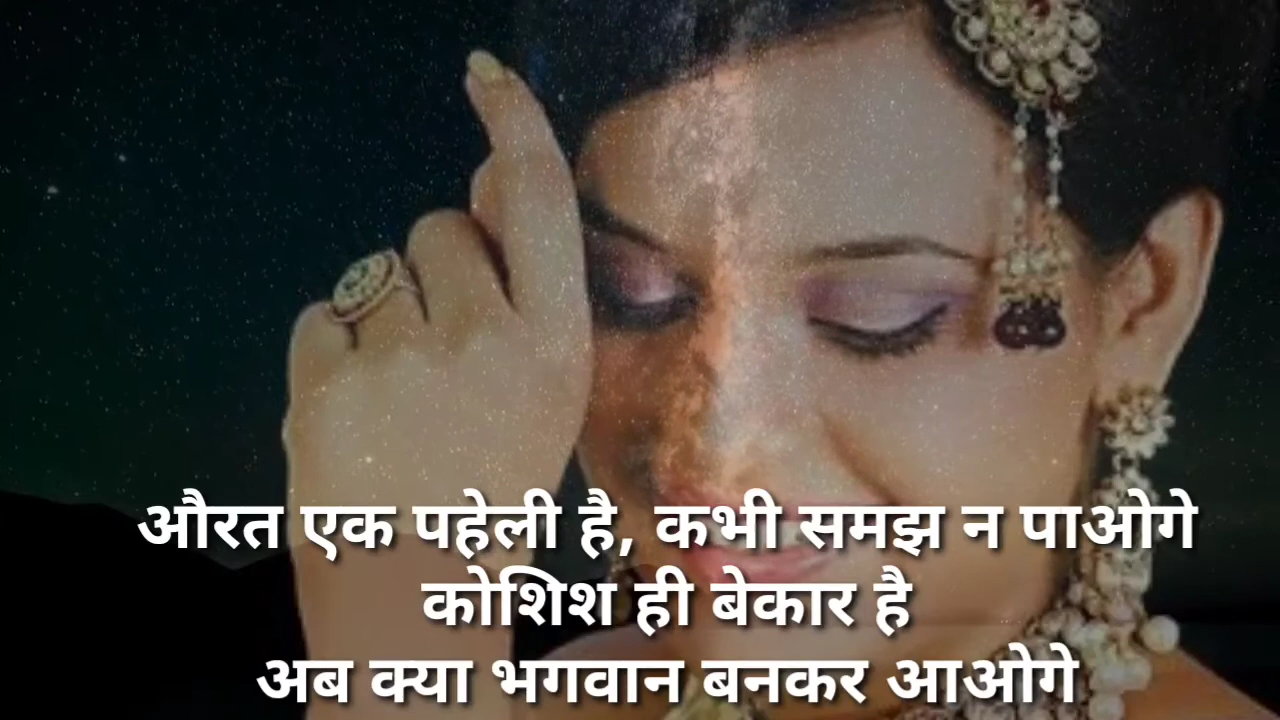 औरत एक पहेली है, कभी समझ न पाओगे
कोशिश ही बेकार है
अब क्या भगवान बनकर आओगे